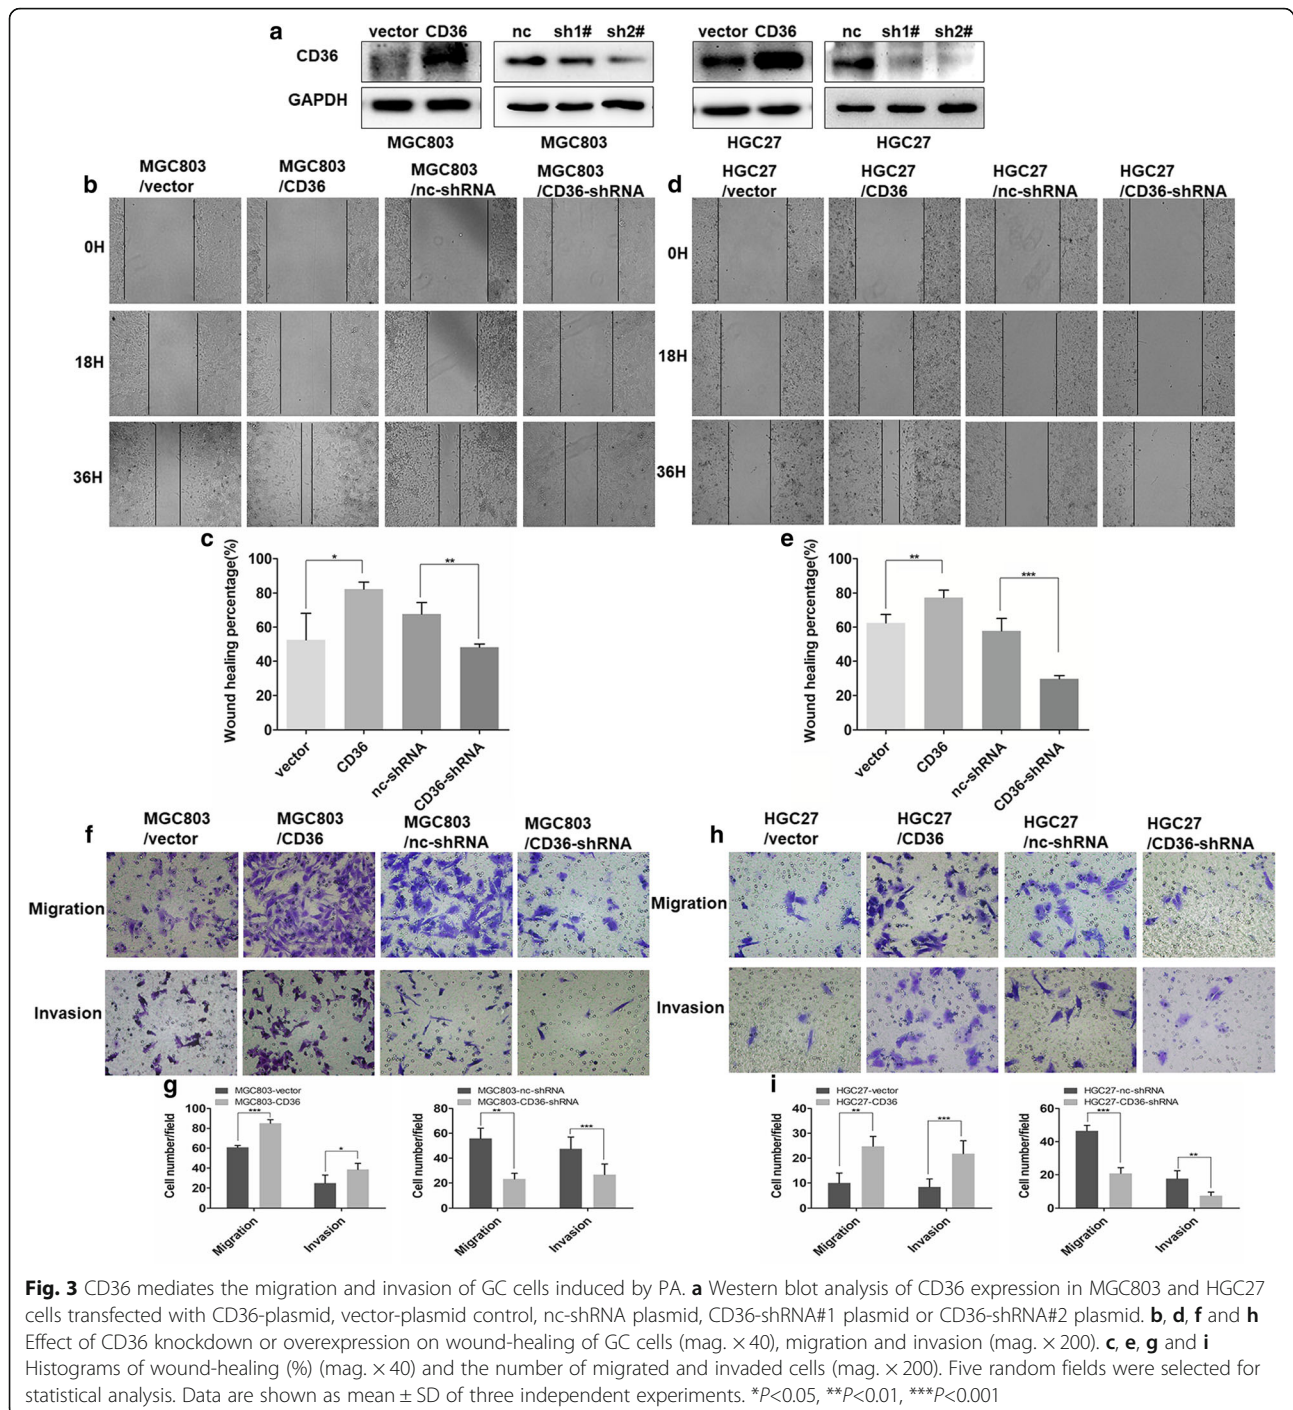 a
vector CD36 nc sh1# sh2# vector CD36 nc sh1# sh2#
CD36
GAPDH
MGC803 MGC803 HGC27 HGC27
b
MGC803
/vector
MGC803
/CD36
MGC803
/nc-shRNA
MGC803
/CD36-shRNA
0H
18H
36H
d
HGC27
/vector
HGC27
/CD36
HGC27
/nc-shRNA
HGC27
/CD36-shRNA
0H
18H
36H
c
Wound healing percentage(%)
100
80
60
40
20
0
* **
vector CD36 nc-shRNA CD36-shRNA
e
Wound healing percentage(%)
100
80
60
40
20
0
** ***
vector CD36 nc-shRNA CD36-shRNA
f
MGC803
/vector
MGC803
/CD36
MGC803
/nc-shRNA
MGC803
/CD36-shRNA
Migration
Invasion
h
HGC27
/vector
HGC27
/CD36
HGC27
/nc-shRNA
HGC27
/CD36-shRNA
Migration
Invasion
g
MGC803-vector
MGC803-CD36
Cell number/field
100
80
60
40
20
0
*** *
Migration Invasion
MGC803-nc-shRNA
MGC803-CD36-shRNA
Cell number/field
80
60
40
20
0
** ***
Migration Invasion
i
HGC27-vector
HGC27-CD36
Cell number/field
40
30
20
10
0
** ***
Migration Invasion
HGC27-nc-shRNA
HGC27-CD36-shRNA
Cell number/field
60
40
20
0
*** **
Migration Invasion
Fig. 3 CD36 mediates the migration and invasion of GC cells induced by PA. a Western blot analysis of CD36 expression in MGC803 and HGC27
cells transfected with CD36-plasmid, vector-plasmid control, nc-shRNA plasmid, CD36-shRNA#1 plasmid or CD36-shRNA#2 plasmid. b, d, f and h
Effect of CD36 knockdown or overexpression on wound-healing of GC cells (mag. × 40), migration and invasion (mag. × 200). c, e, g and i
Histograms of wound-healing (%) (mag. × 40) and the number of migrated and invaded cells (mag. × 200). Five random fields were selected for
statistical analysis. Data are shown as mean ± SD of three independent experiments. *P<0.05, **P<0.01, ***P<0.001